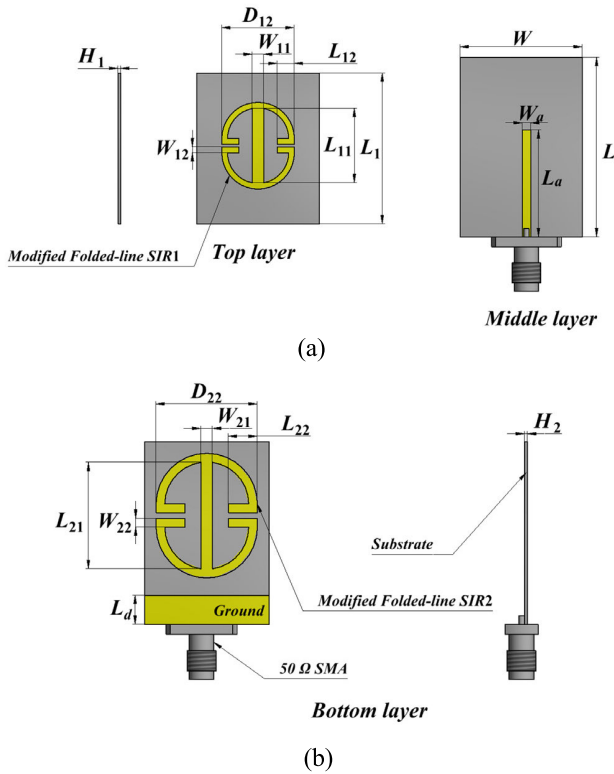 D12
W11
L12
H1
W12
L11
L1
Modified Folded-line SIR1
Top layer
W
Wa
La
L
Middle layer
(a)
D22
W21
L22
H2
L21
W22
Substrate
Ld
Ground
Modified Folded-line SIR2
50 Ω SMA
Bottom layer
(b)